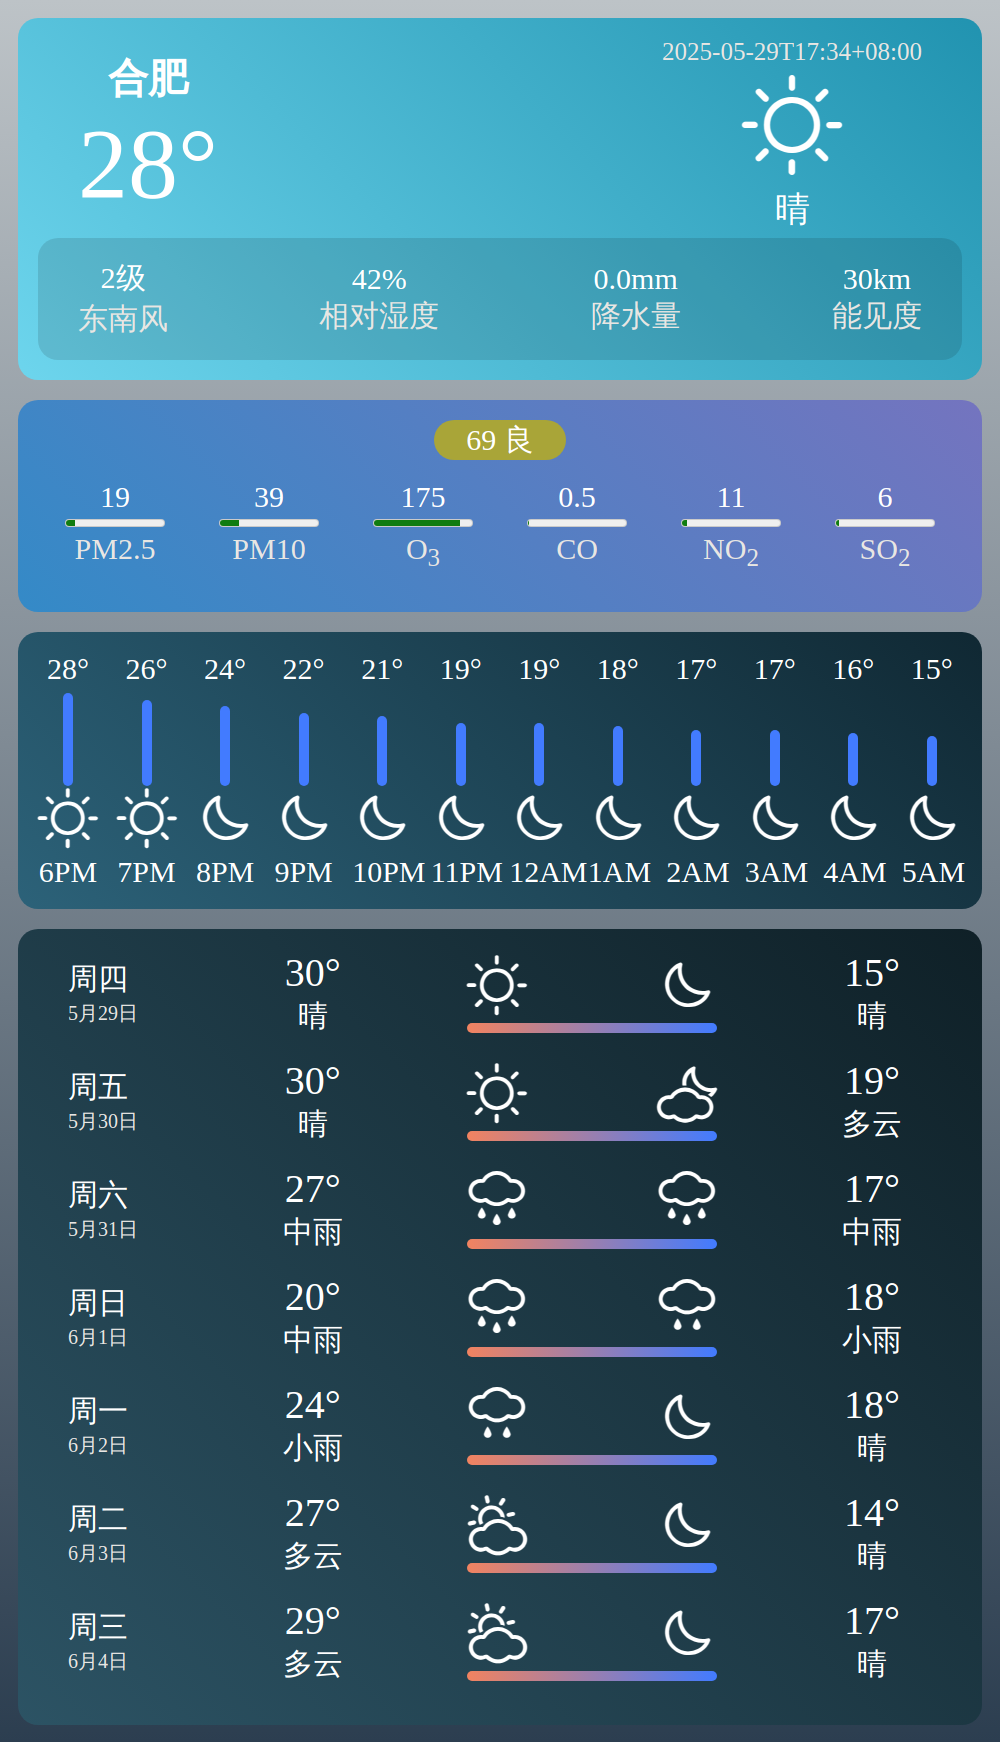 合肥
28°
2025-05-29T17:34+08:00
晴
2级 42% 0.0mm 30km
东南风 相对湿度 降水量 能见度
69 良
19 39 175 0.5 11 6
PM2.5 PM10 O3 CO NO2 SO2
28° 26° 24° 22° 21° 19° 19° 18° 17° 17° 16° 15°
6PM 7PM 8PM 9PM 10PM 11PM 12AM 1AM 2AM 3AM 4AM 5AM
周四 30° 15°
5月29日 晴 晴
周五 30° 19°
5月30日 晴 多云
周六 27° 17°
5月31日 中雨 中雨
周日 20° 18°
6月1日 中雨 小雨
周一 24° 18°
6月2日 小雨 晴
周二 27° 14°
6月3日 多云 晴
周三 29° 17°
6月4日 多云 晴